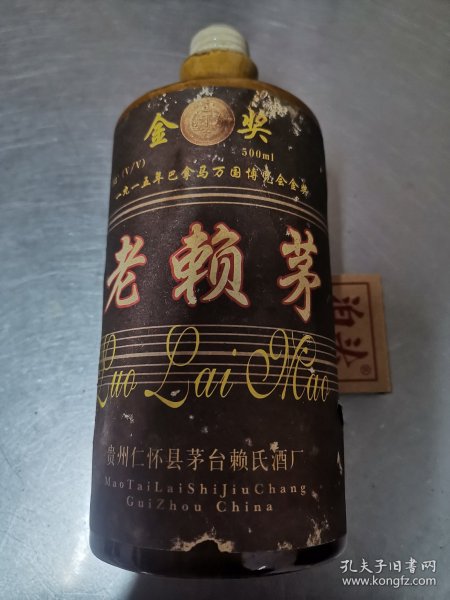 金 奖
500ml
(V/V)
一九一五年巴拿马万国博览会金奖
老赖茅
Luo Lai Mao
贵州仁怀县茅台赖氏酒厂
MaoTaiLaiShiJiuChang
GuiZhou China
®
孔夫子旧书网
www.kongfz.com